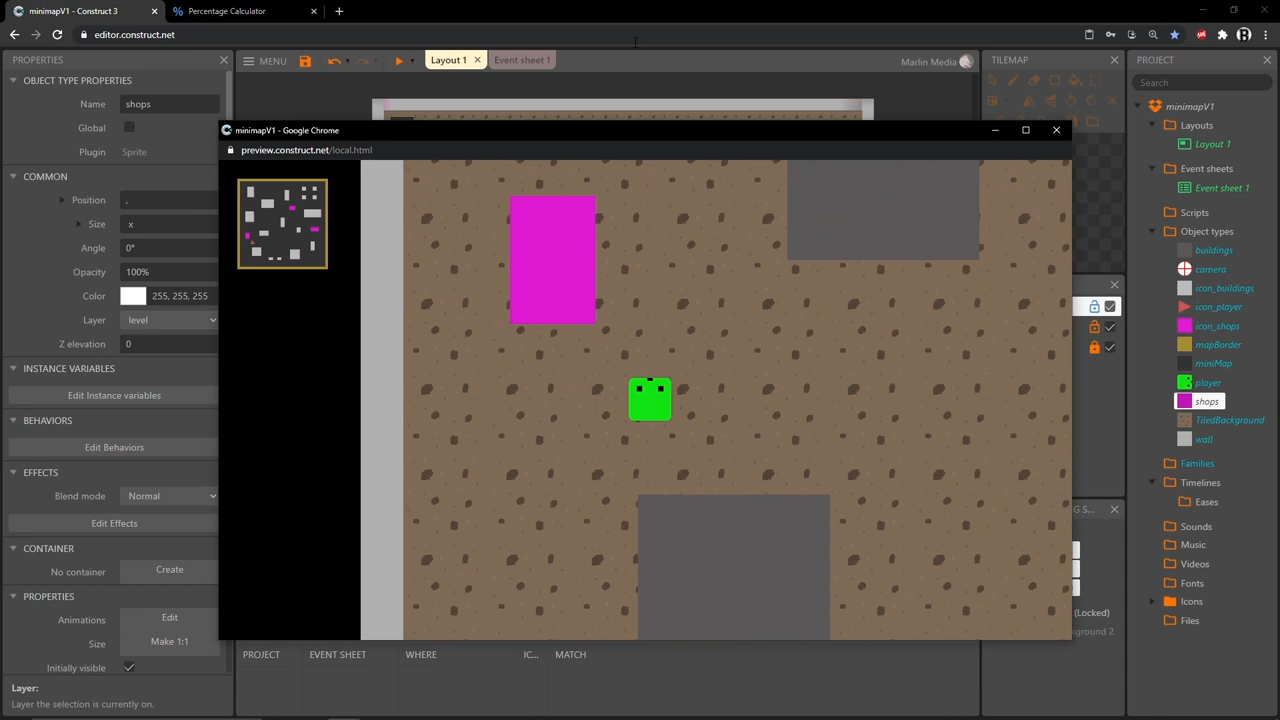 minimapV1 - Construct 3
Percentage Calculator
editor.construct.net
PROPERTIES
MENU
Layout 1
Event sheet 1
Marlin Media
TILEMAP
PROJECT
OBJECT TYPE PROPERTIES
Search
Name shops
Global
Plugin Sprite
COMMON
Position ,
Size x
Angle 0°
Opacity 100%
Color 255, 255, 255
Layer level
Z elevation 0
INSTANCE VARIABLES
Edit Instance variables
BEHAVIORS
Edit Behaviors
EFFECTS
Blend mode Normal
Edit Effects
CONTAINER
No container Create
PROPERTIES
Animations Edit
Size Make 1:1
Initially visible
Layer:
Layer the selection is currently on.
minimapV1 - Google Chrome
preview.construct.net/local.html
PROJECT EVENT SHEET WHERE IC... MATCH
G S...
(Locked)
ground 2
minimapV1
Layouts
Layout 1
Event sheets
Event sheet 1
Scripts
Object types
buildings
camera
icon_buildings
icon_player
icon_shops
mapBorder
miniMap
player
shops
TiledBackground
wall
Families
Timelines
Eases
Sounds
Music
Videos
Fonts
Icons
Files